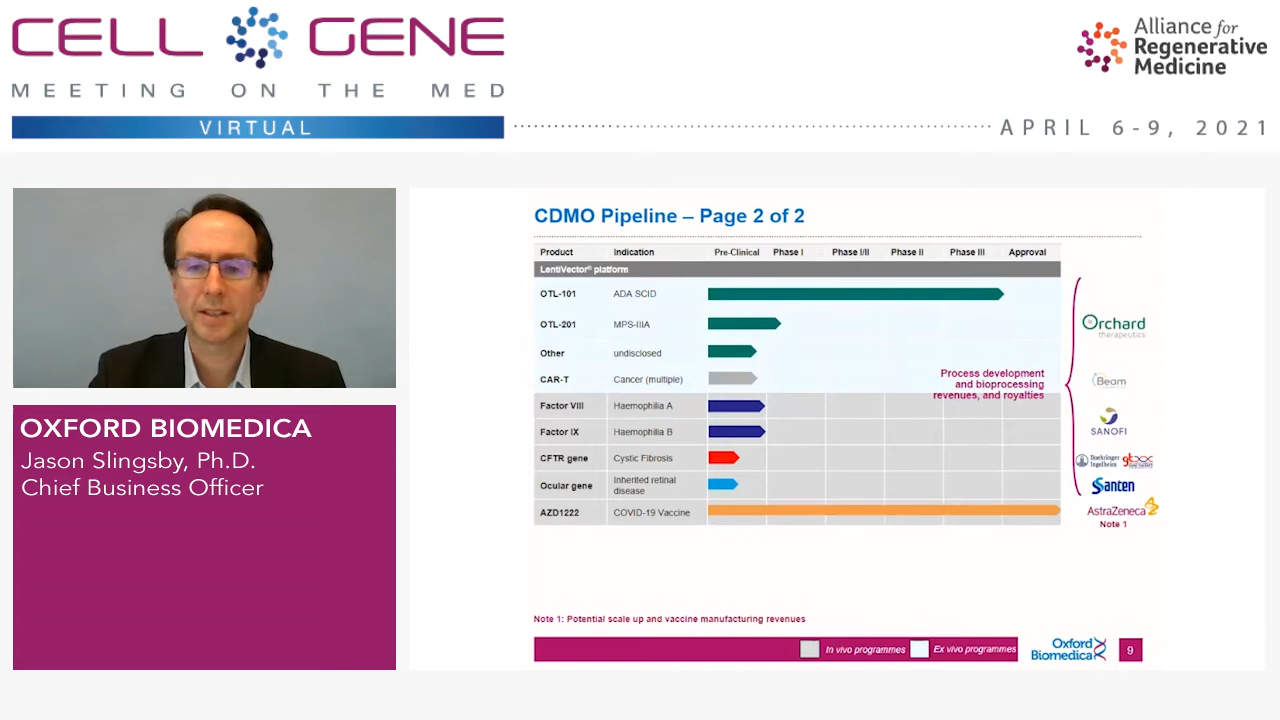 CELL GENE
MEETING ON THE MED
VIRTUAL
APRIL 6-9, 2021
Alliance for
Regenerative
Medicine
OXFORD BIOMEDICA
Jason Slingsby, Ph.D.
Chief Business Officer
CDMO Pipeline – Page 2 of 2
Product Indication Pre-Clinical Phase I Phase I/II Phase II Phase III Approval
LentiVector® platform
OTL-101 ADA SCID
OTL-201 MPS-IIIA
Other undisclosed
CAR-T Cancer (multiple)
Factor VIII Haemophilia A
Factor IX Haemophilia B
CFTR gene Cystic Fibrosis
Ocular gene Inherited retinal
disease
AZD1222 COVID-19 Vaccine
Process development
and bioprocessing
revenues, and royalties
Orchard
therapeutics
Beam
SANOFI
Boehringer
Ingelheim
Santen
AstraZeneca
Note 1
Note 1: Potential scale up and vaccine manufacturing revenues
In vivo programmes Ex vivo programmes
Oxford
Biomedica
9